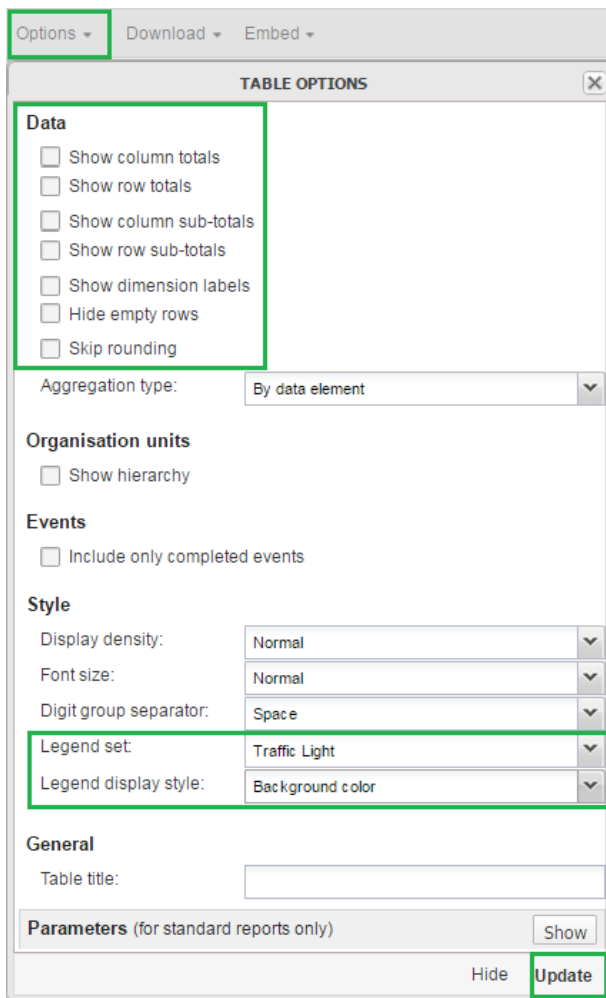 Options Download Embed
TABLE OPTIONS
Data
Show column totals
Show row totals
Show column sub-totals
Show row sub-totals
Show dimension labels
Hide empty rows
Skip rounding
Aggregation type: By data element
Organisation units
Show hierarchy
Events
Include only completed events
Style
Display density: Normal
Font size: Normal
Digit group separator: Space
Legend set: Traffic Light
Legend display style: Background color
General
Table title:
Parameters (for standard reports only) Show
Hide Update